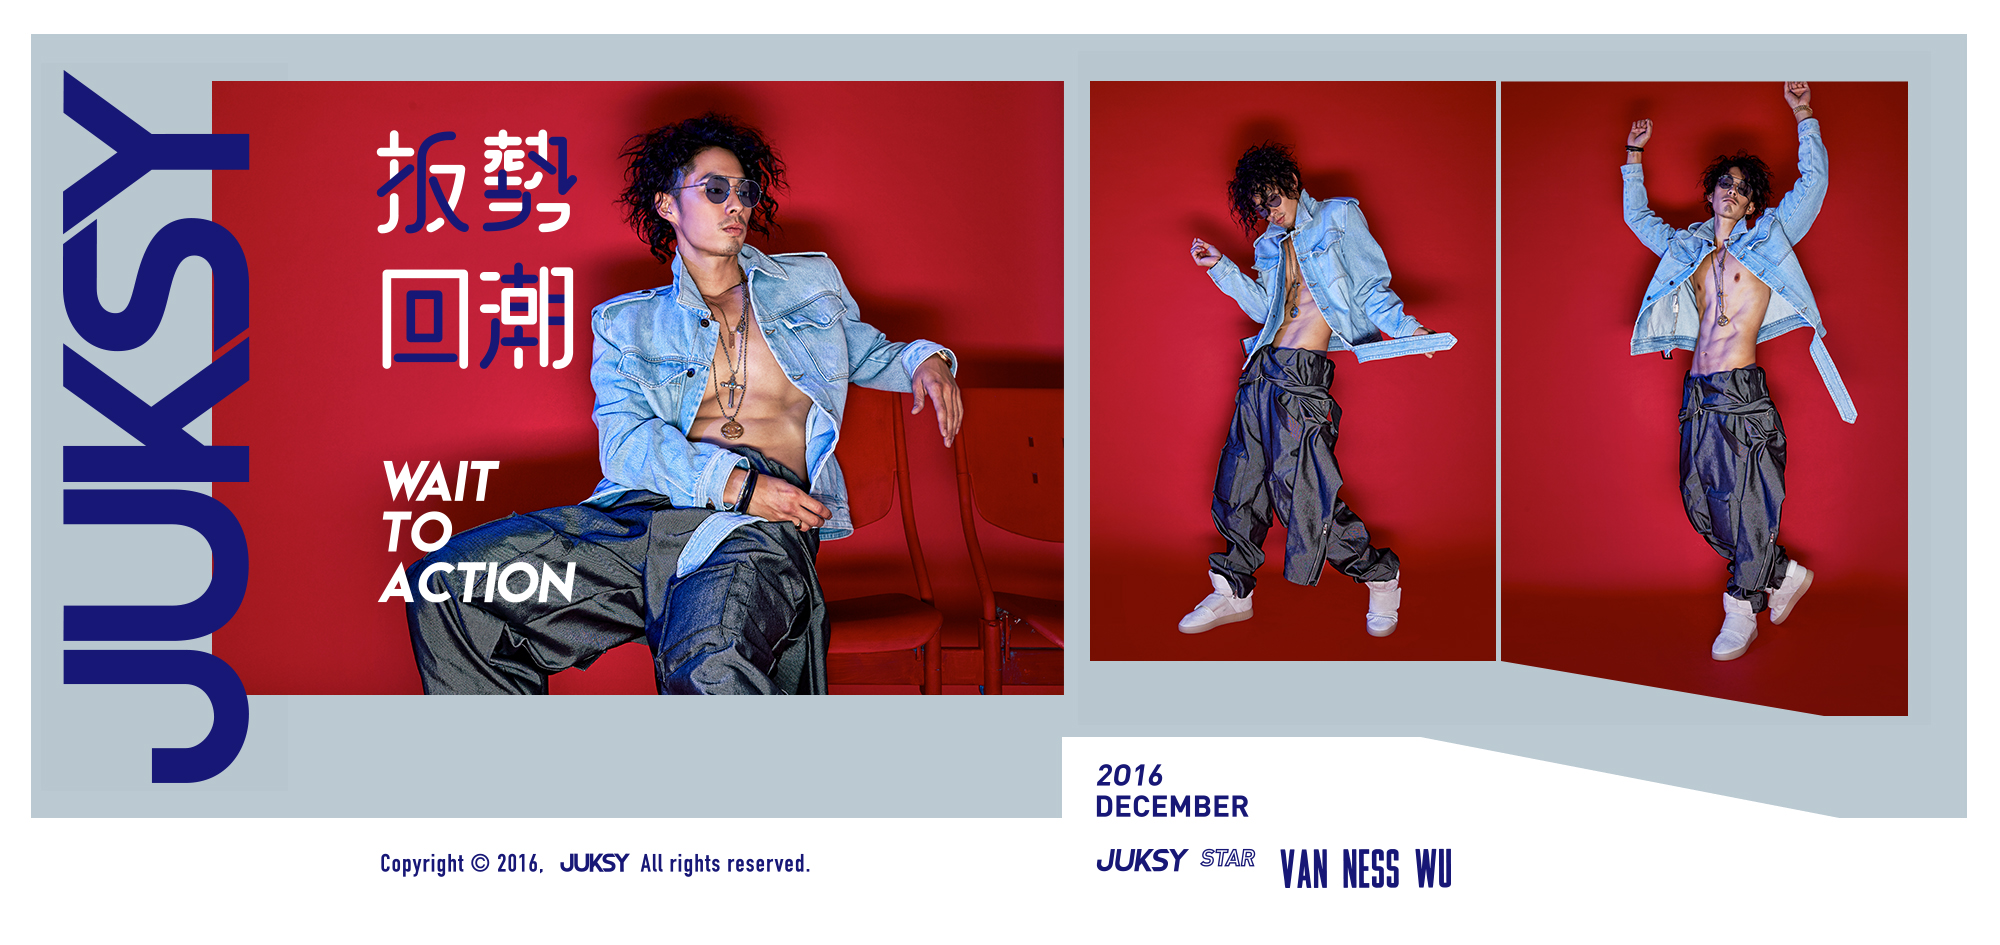 JUKSY
扳勢
回潮
WAIT
TO
ACTION
2016
DECEMBER
JUKSY STAR VAN NESS WU
Copyright © 2016, JUKSY All rights reserved.